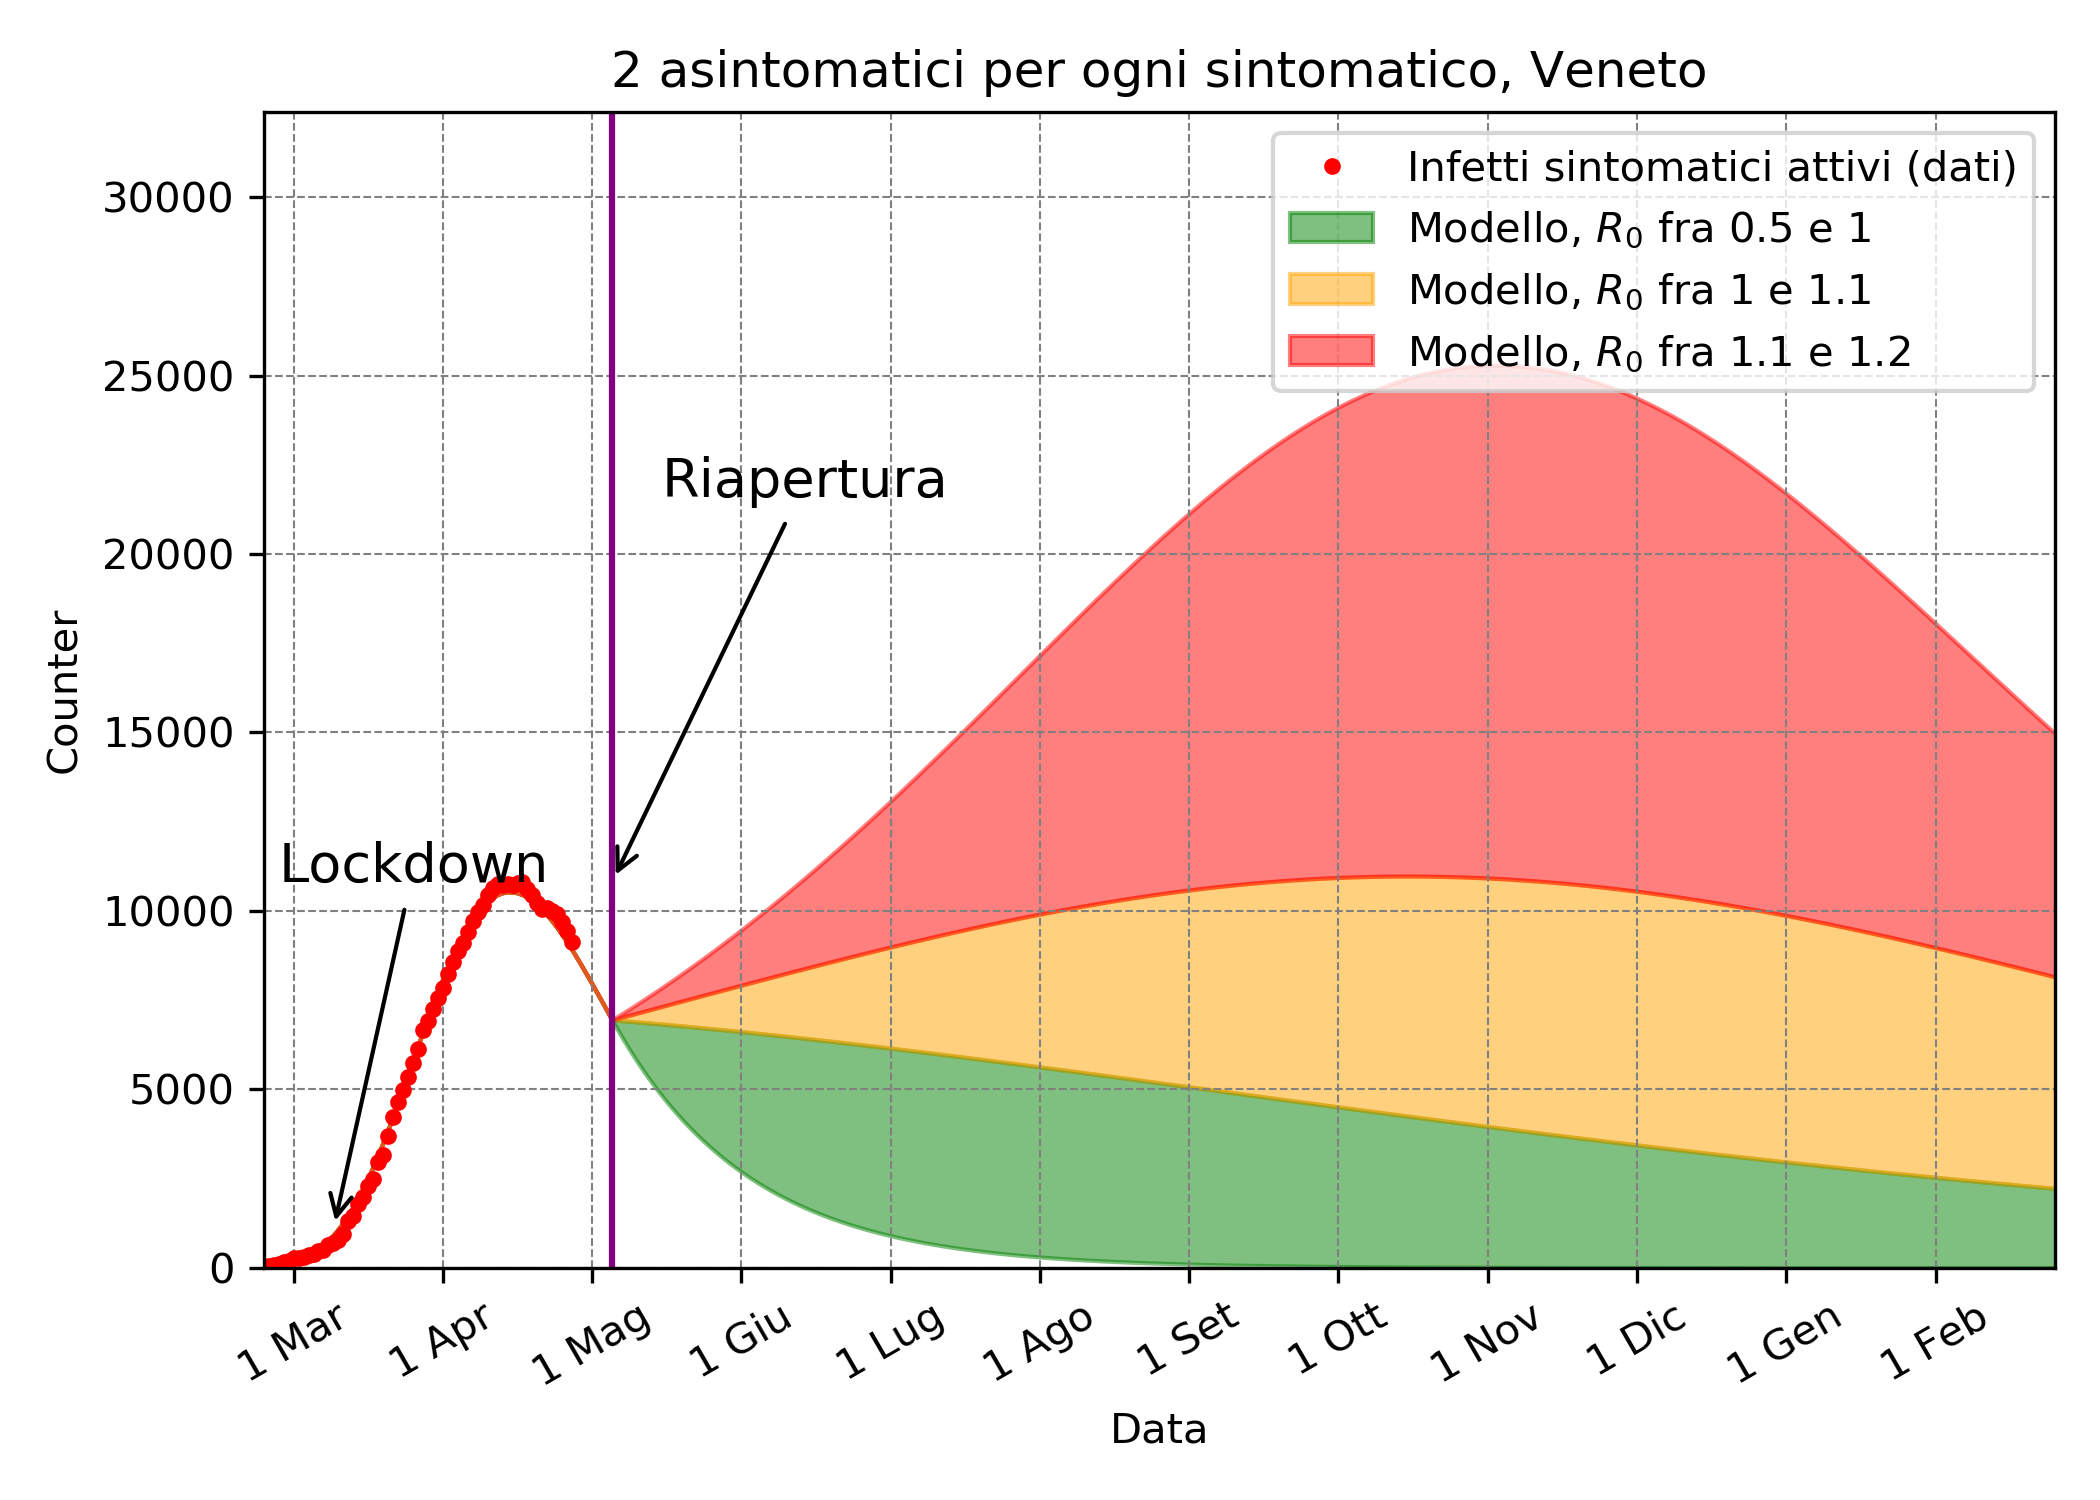 2 asintomatici per ogni sintomatico, Veneto
Infetti sintomatici attivi (dati)
Modello, R₀ fra 0.5 e 1
Modello, R₀ fra 1 e 1.1
Modello, R₀ fra 1.1 e 1.2
Riapertura
Lockdown
Counter
30000
25000
20000
15000
10000
5000
0
1 Mar
1 Apr
1 Mag
1 Giu
1 Lug
1 Ago
1 Set
1 Ott
1 Nov
1 Dic
1 Gen
1 Feb
Data